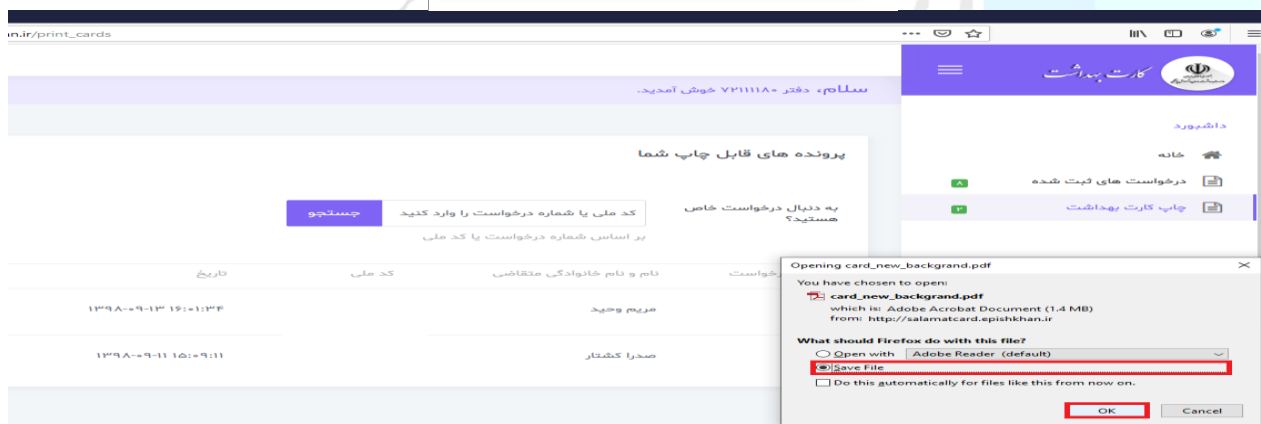 n.ir/print_cards
کارت بهداشت
سلام، دفتر ۷۲۱۱۱۱۸۰ خوش آمدید.
داشبورد
خانه
درخواست های ثبت شده
۸
چاپ کارت بهداشت
۲
پرونده های قابل چاپ شما
به دنبال درخواست خاص
هستید؟
کد ملی یا شماره درخواست را وارد کنید
جستجو
بر اساس شماره درخواست یا کد ملی
درخواست نام و نام خانوادگی متقاضی کد ملی تاریخ
مریم وحید ۱۳۹۸-۰۹-۱۳ ۱۶:۰۱:۳۴
صدرا کشتار ۱۳۹۸-۰۹-۱۱ ۱۵:۰۹:۱۱
Opening card_new_backgrand.pdf
You have chosen to open:
card_new_backgrand.pdf
which is: Adobe Acrobat Document (1.4 MB)
from: http://salamatcard.epishkhan.ir
What should Firefox do with this file?
Open with Adobe Reader (default)
Save File
Do this automatically for files like this from now on.
OK Cancel